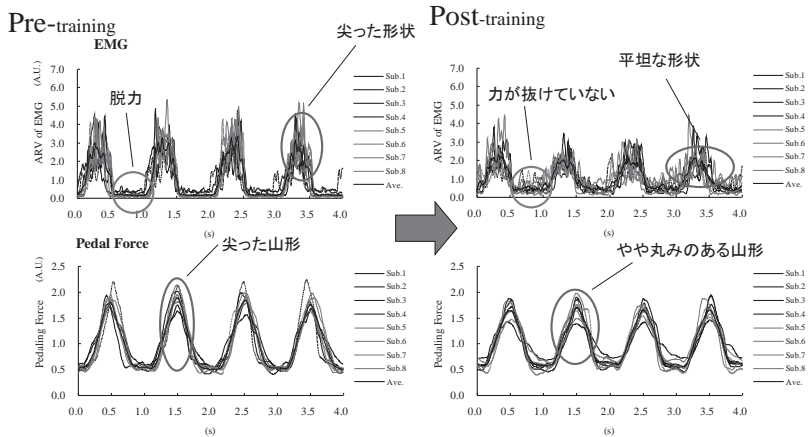 Pre-training
EMG
(A.U.)
尖った形状
脱力
ARV of EMG
7.0
6.0
5.0
4.0
3.0
2.0
1.0
0.0
0.0 0.5 1.0 1.5 2.0 2.5 3.0 3.5 4.0
(s)
Sub.1
Sub.2
Sub.3
Sub.4
Sub.5
Sub.6
Sub.7
Sub.8
Ave.
Pedal Force
(A.U.)
尖った山形
Pedaling Force
2.5
2.0
1.5
1.0
0.5
0.0
0.0 0.5 1.0 1.5 2.0 2.5 3.0 3.5 4.0
(s)
Sub.1
Sub.2
Sub.3
Sub.4
Sub.5
Sub.6
Sub.7
Sub.8
Ave.
Post-training
(A.U.)
平坦な形状
力が抜けていない
ARV of EMG
7.0
6.0
5.0
4.0
3.0
2.0
1.0
0.0
0.0 0.5 1.0 1.5 2.0 2.5 3.0 3.5 4.0
(s)
Sub.1
Sub.2
Sub.3
Sub.4
Sub.5
Sub.6
Sub.7
Sub.8
Ave.
(A.U.)
やや丸みのある山形
Pedaling Force
2.5
2.0
1.5
1.0
0.5
0.0
0.0 0.5 1.0 1.5 2.0 2.5 3.0 3.5 4.0
(s)
Sub.1
Sub.2
Sub.3
Sub.4
Sub.5
Sub.6
Sub.7
Sub.8
Ave.